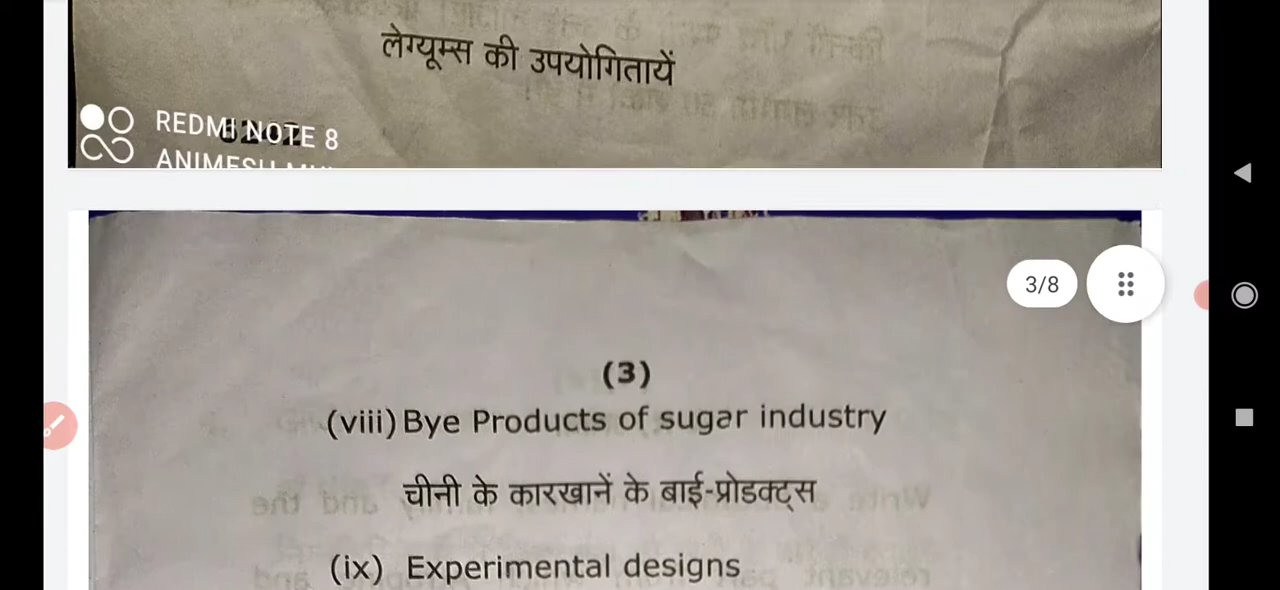 लेग्यूम्स की उपयोगितायें
REDMI NOTE 8
3/8
(3)
(viii) Bye Products of sugar industry
चीनी के कारखानें के बाई-प्रोडक्ट्स
(ix) Experimental designs